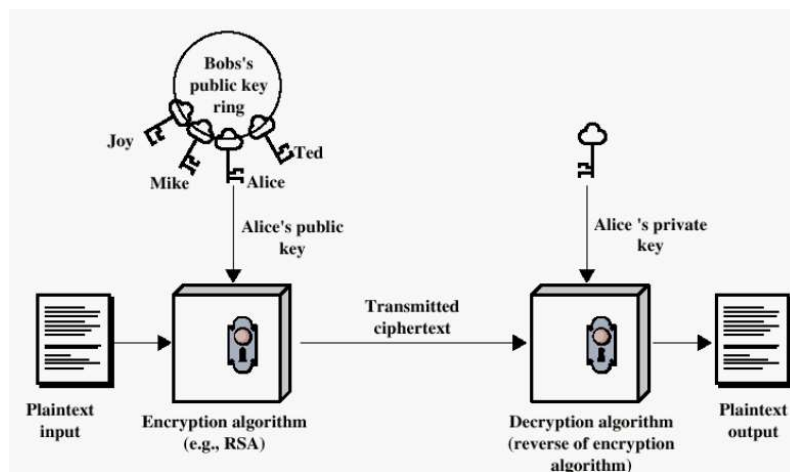 Bobs's
public key
ring
Joy
Ted
Mike
Alice
Alice's public
key
Alice 's private
key
Transmitted
ciphertext
Plaintext
input
Encryption algorithm
(e.g., RSA)
Decryption algorithm
(reverse of encryption
algorithm)
Plaintext
output